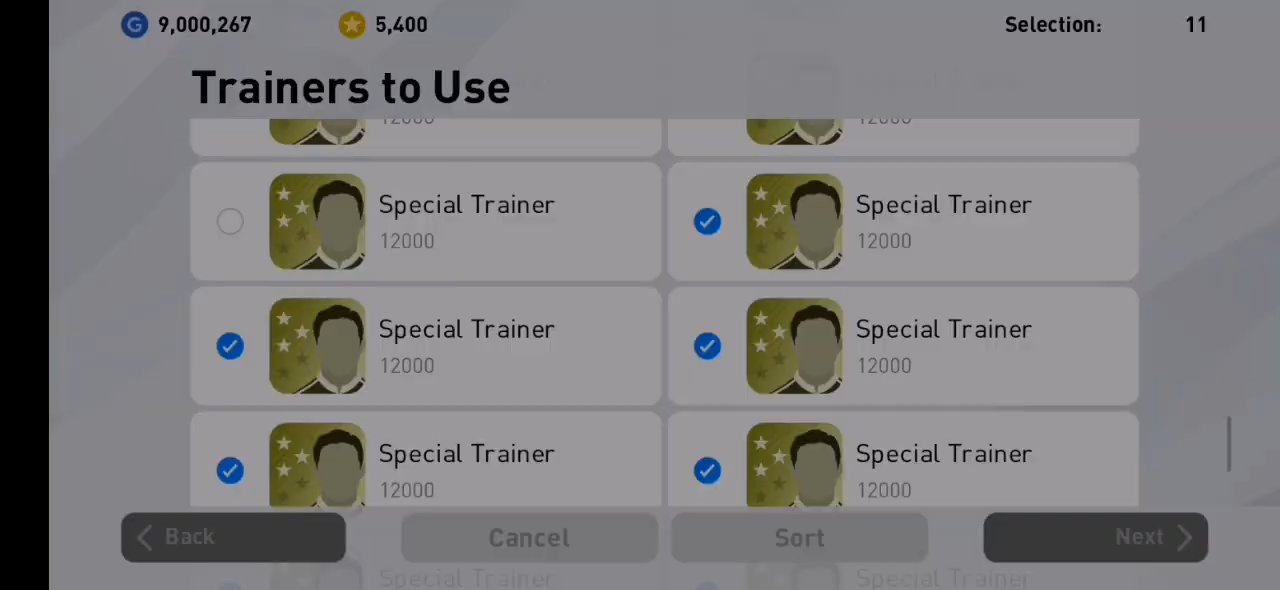 G 9,000,267 5,400 Selection: 11
Trainers to Use
12000 12000
Special Trainer Special Trainer
12000 12000
Special Trainer Special Trainer
12000 12000
Special Trainer Special Trainer
12000 12000
Back Cancel Sort Next
Special Trainer Special Trainer